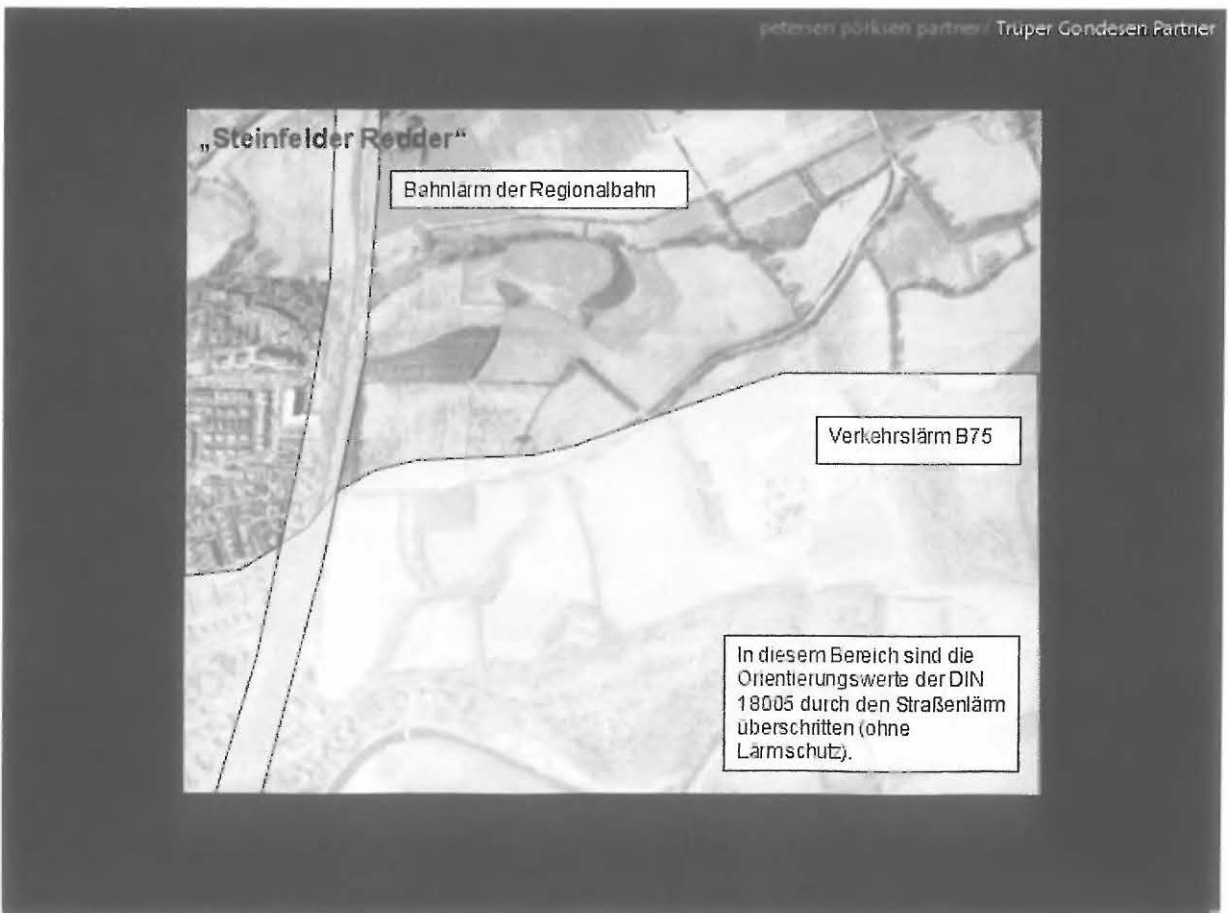 petersen pörksen partner / Trüper Gondesen Partner
„Steinfelder Redder“
Bahnlärm der Regionalbahn
Verkehrslärm B75
In diesem Bereich sind die
Orientierungswerte der DIN
18005 durch den Straßenlärm
überschritten (ohne
Lärmschutz).